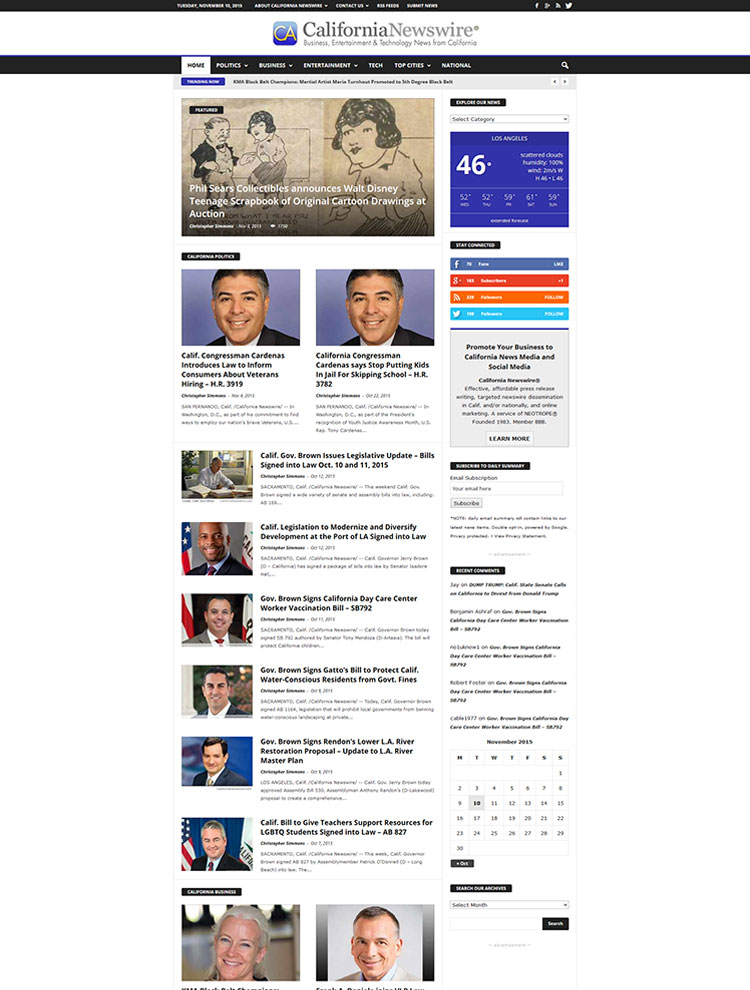 TUESDAY, NOVEMBER 10, 2015
ABOUT CALIFORNIA NEWSWIRE
CONTACT US
RSS FEEDS
SUBMIT NEWS
CA CaliforniaNewswire®
Business, Entertainment & Technology News from California
HOME POLITICS BUSINESS ENTERTAINMENT TECH TOP CITIES NATIONAL
TRENDING NOW
KMA Black Belt Champions: Martial Artist Maria Turnhout Promoted to 5th Degree Black Belt
FEATURED
Phil Sears Collectibles announces Walt Disney
Teenage Scrapbook of Original Cartoon Drawings at
Auction
Christopher Simmons - Nov 2, 2015 1750
CALIFORNIA POLITICS
Calif. Congressman Cardenas
Introduces Law to Inform
Consumers About Veterans
Hiring – H.R. 3919
Christopher Simmons - Nov 4, 2015
SAN FERNANDO, Calif. /California Newswire/ -- In
Washington, D.C., as part of his commitment to find
ways to employ our nation's brave Veterans, U.S....
California Congressman
Cardenas says Stop Putting Kids
In Jail For Skipping School – H.R.
3782
Christopher Simmons - Oct 22, 2015
SAN FERNANDO, Calif. /California Newswire/ -- In
Washington, D.C., as part of the President's
recognition of Youth Justice Awareness Month, U.S.
Rep. Tony Cardenas...
Calif. Gov. Brown Issues Legislative Update – Bills
Signed into Law Oct. 10 and 11, 2015
Christopher Simmons - Oct 12, 2015
SACRAMENTO, Calif. /California Newswire/ -- This weekend Calif. Gov.
Brown signed a wide variety of senate and assembly bills into law, including:
AB 16X...
Calif. Legislation to Modernize and Diversify
Development at the Port of LA Signed into Law
Christopher Simmons - Oct 12, 2015
SACRAMENTO, Calif. /California Newswire/ -- Calif. Governor Jerry Brown
(D – California) has signed a package of bills into law by Senator Isadore
Hall,...
Gov. Brown Signs California Day Care Center
Worker Vaccination Bill – SB792
Christopher Simmons - Oct 11, 2015
SACRAMENTO, Calif. /California Newswire/ -- Calif. Governor Brown today
signed SB 792 authored by Senator Tony Mendoza (D-Artesia). The bill will
protect California children...
Gov. Brown Signs Gatto's Bill to Protect Calif.
Water-Conscious Residents from Govt. Fines
Christopher Simmons - Oct 9, 2015
SACRAMENTO, Calif. /California Newswire/ -- Today, Calif. Governor Brown
signed AB 1164, legislation that will prohibit local governments from banning
water-conscious landscaping at private...
Gov. Brown Signs Rendon's Lower L.A. River
Restoration Proposal – Update to L.A. River
Master Plan
Christopher Simmons - Oct 9, 2015
LOS ANGELES, Calif. /California Newswire/ -- Calif. Gov. Jerry Brown today
approved Assembly Bill 530, Assemblyman Anthony Rendon's (D-Lakewood)
proposal to create a comprehensive...
Calif. Bill to Give Teachers Support Resources for
LGBTQ Students Signed into Law – AB 827
Christopher Simmons - Oct 7, 2015
SACRAMENTO, Calif. /California Newswire/ -- This week, Calif. Governor
Brown signed AB 827 by Assemblymember Patrick O'Donnell (D – Long
Beach) into law. The...
CALIFORNIA BUSINESS
EXPLORE OUR NEWS
Select Category
LOS ANGELES
46°
scattered clouds
humidity: 100%
wind: 2m/s W
H 46 • L 46
52° 52° 59° 61° 59°
WED THU FRI SAT SUN
extended forecast
STAY CONNECTED
70 Fans LIKE
163 Subscribers +1
Followers FOLLOW
Followers FOLLOW
Promote Your Business to
California News Media and
Social Media
California Newswire®
Effective, affordable press release
writing, targeted newswire dissemination
in Calif. and/or nationally, and online
marketing. A service of NEOTROPE®
Founded 1983. Member BBB.
LEARN MORE
SUBSCRIBE TO DAILY SUMMARY
Email Subscription
Your email here
Subscribe
*NOTE: daily email summary will contain links to our
latest news items. Double opt-in, powered by Google.
Privacy protected. • View Privacy Statement.
-- advertisement --
RECENT COMMENTS
Jay on DUMP TRUMP: Calif. State Senate Calls
on California to Divest from Donald Trump
Benjamin Ashraf on Gov. Brown Signs
California Day Care Center Worker Vaccination
Bill – SB792
no1uknow1 on Gov. Brown Signs California
Day Care Center Worker Vaccination Bill –
SB792
Robert Footer on Gov. Brown Signs California
Day Care Center Worker Vaccination Bill –
SB792
cable1977 on Gov. Brown Signs California Day
Care Center Worker Vaccination Bill – SB792
November 2015
M T W T F S S
1
2 3 4 5 6 7 8
9 10 11 12 13 14 15
16 17 18 19 20 21 22
23 24 25 26 27 28 29
30
« Oct
SEARCH OUR ARCHIVES
Select Month
Search
-- advertisement --